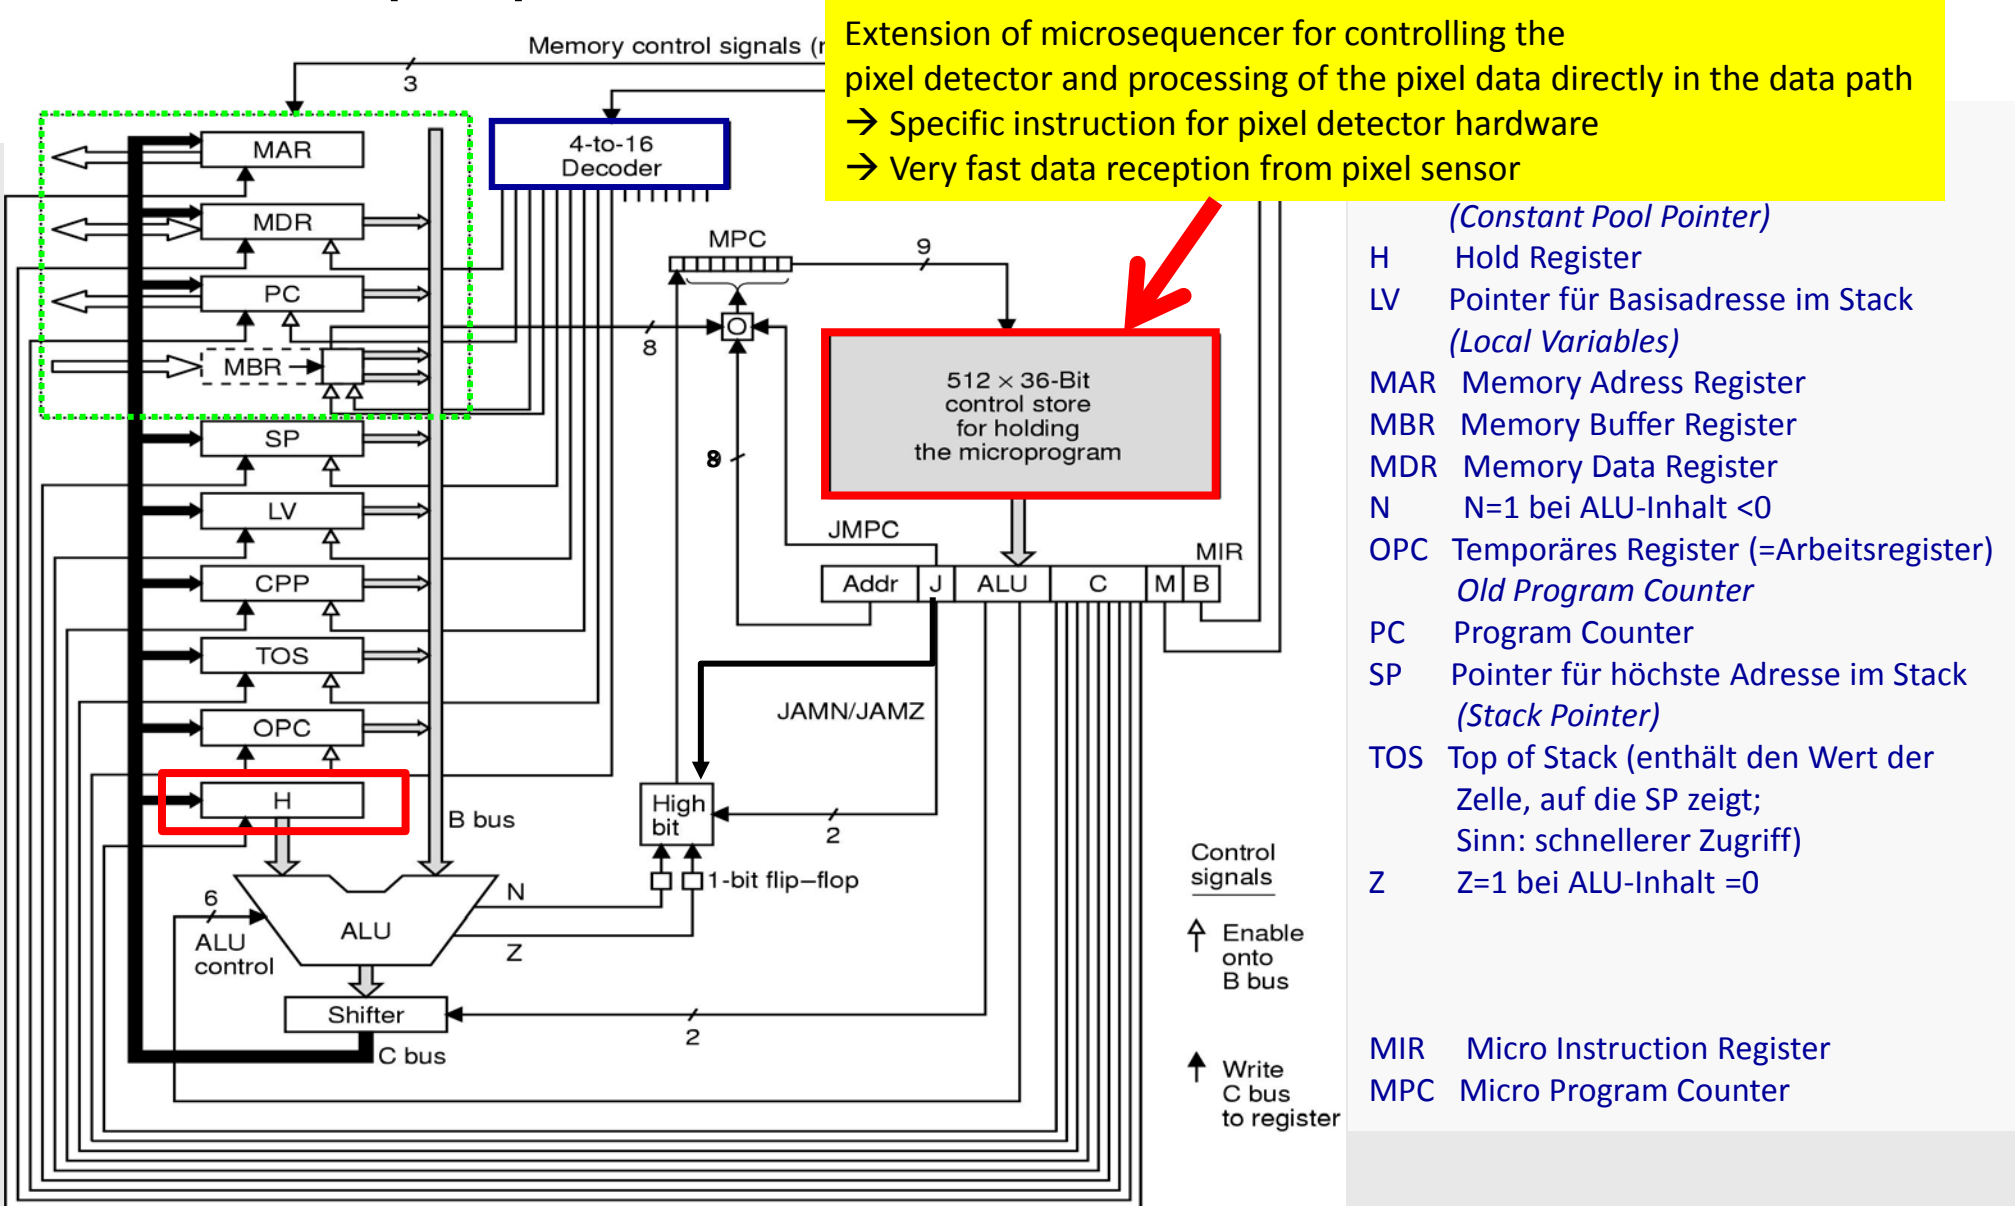 Memory control signals (r
3
Extension of microsequencer for controlling the
pixel detector and processing of the pixel data directly in the data path
→ Specific instruction for pixel detector hardware
→ Very fast data reception from pixel sensor
MAR
MDR
PC
MBR
SP
LV
CPP
TOS
OPC
H
4-to-16
Decoder
MPC
9
8
O
512 × 36-Bit
control store
for holding
the microprogram
JMPC
MIR
Addr
J
ALU
C
M
B
JAMN/JAMZ
High
bit
2
1-bit flip–flop
B bus
N
Z
6
ALU
control
ALU
Shifter
2
C bus
Control
signals
Enable
onto
B bus
Write
C bus
to register
(Constant Pool Pointer)
H Hold Register
LV Pointer für Basisadresse im Stack
(Local Variables)
MAR Memory Adress Register
MBR Memory Buffer Register
MDR Memory Data Register
N N=1 bei ALU-Inhalt <0
OPC Temporäres Register (=Arbeitsregister)
Old Program Counter
PC Program Counter
SP Pointer für höchste Adresse im Stack
(Stack Pointer)
TOS Top of Stack (enthält den Wert der
Zelle, auf die SP zeigt;
Sinn: schnellerer Zugriff)
Z Z=1 bei ALU-Inhalt =0
MIR Micro Instruction Register
MPC Micro Program Counter